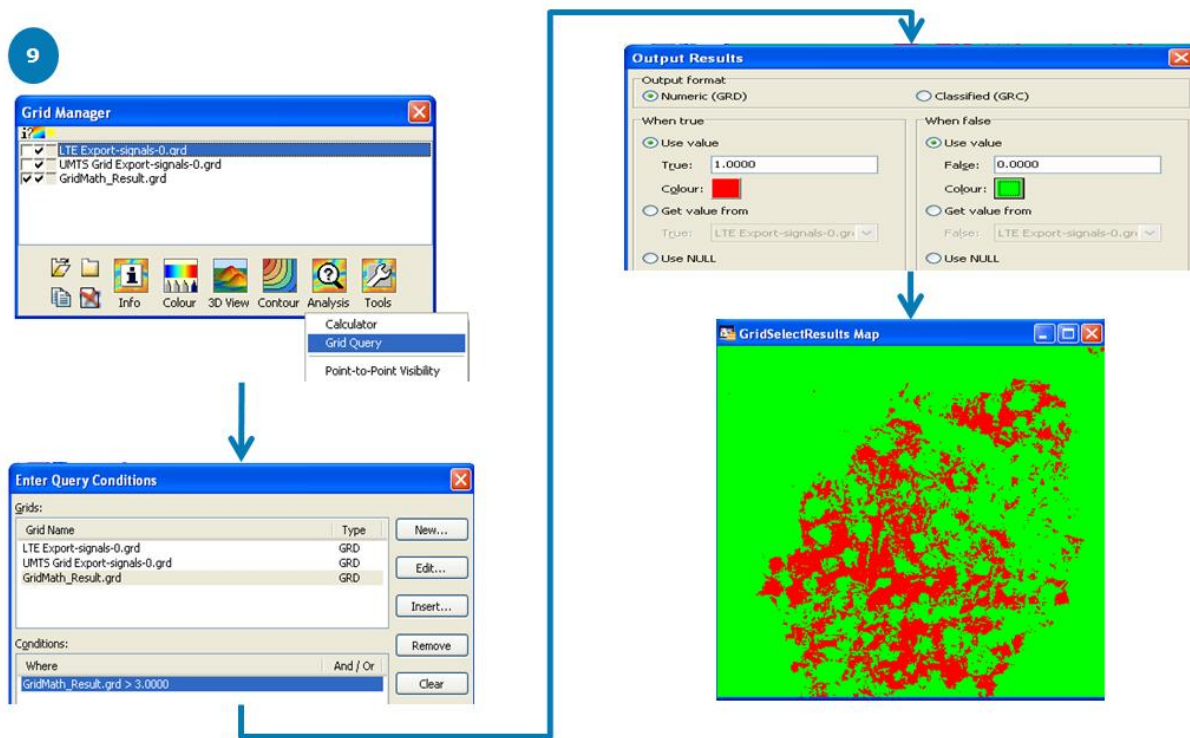 9
Grid Manager
i?
LTE Export-signals-0.grd
UMTS Grid Export-signals-0.grd
GridMath_Result.grd
Info Colour 3D View Contour Analysis Tools
Calculator
Grid Query
Point-to-Point Visibility
Enter Query Conditions
Grids:
Grid Name Type
LTE Export-signals-0.grd GRD
UMTS Grid Export-signals-0.grd GRD
GridMath_Result.grd GRD
New...
Edit...
Insert...
Remove
Clear
Conditions:
Where And / Or
GridMath_Result.grd > 3.0000
Output Results
Output format
Numeric (GRD) Classified (GRC)
When true
Use value
True: 1.0000
Colour:
Get value from
True: LTE Export-signals-0.gr
Use NULL
When false
Use value
False: 0.0000
Colour:
Get value from
False: LTE Export-signals-0.gr
Use NULL
GridSelectResults Map